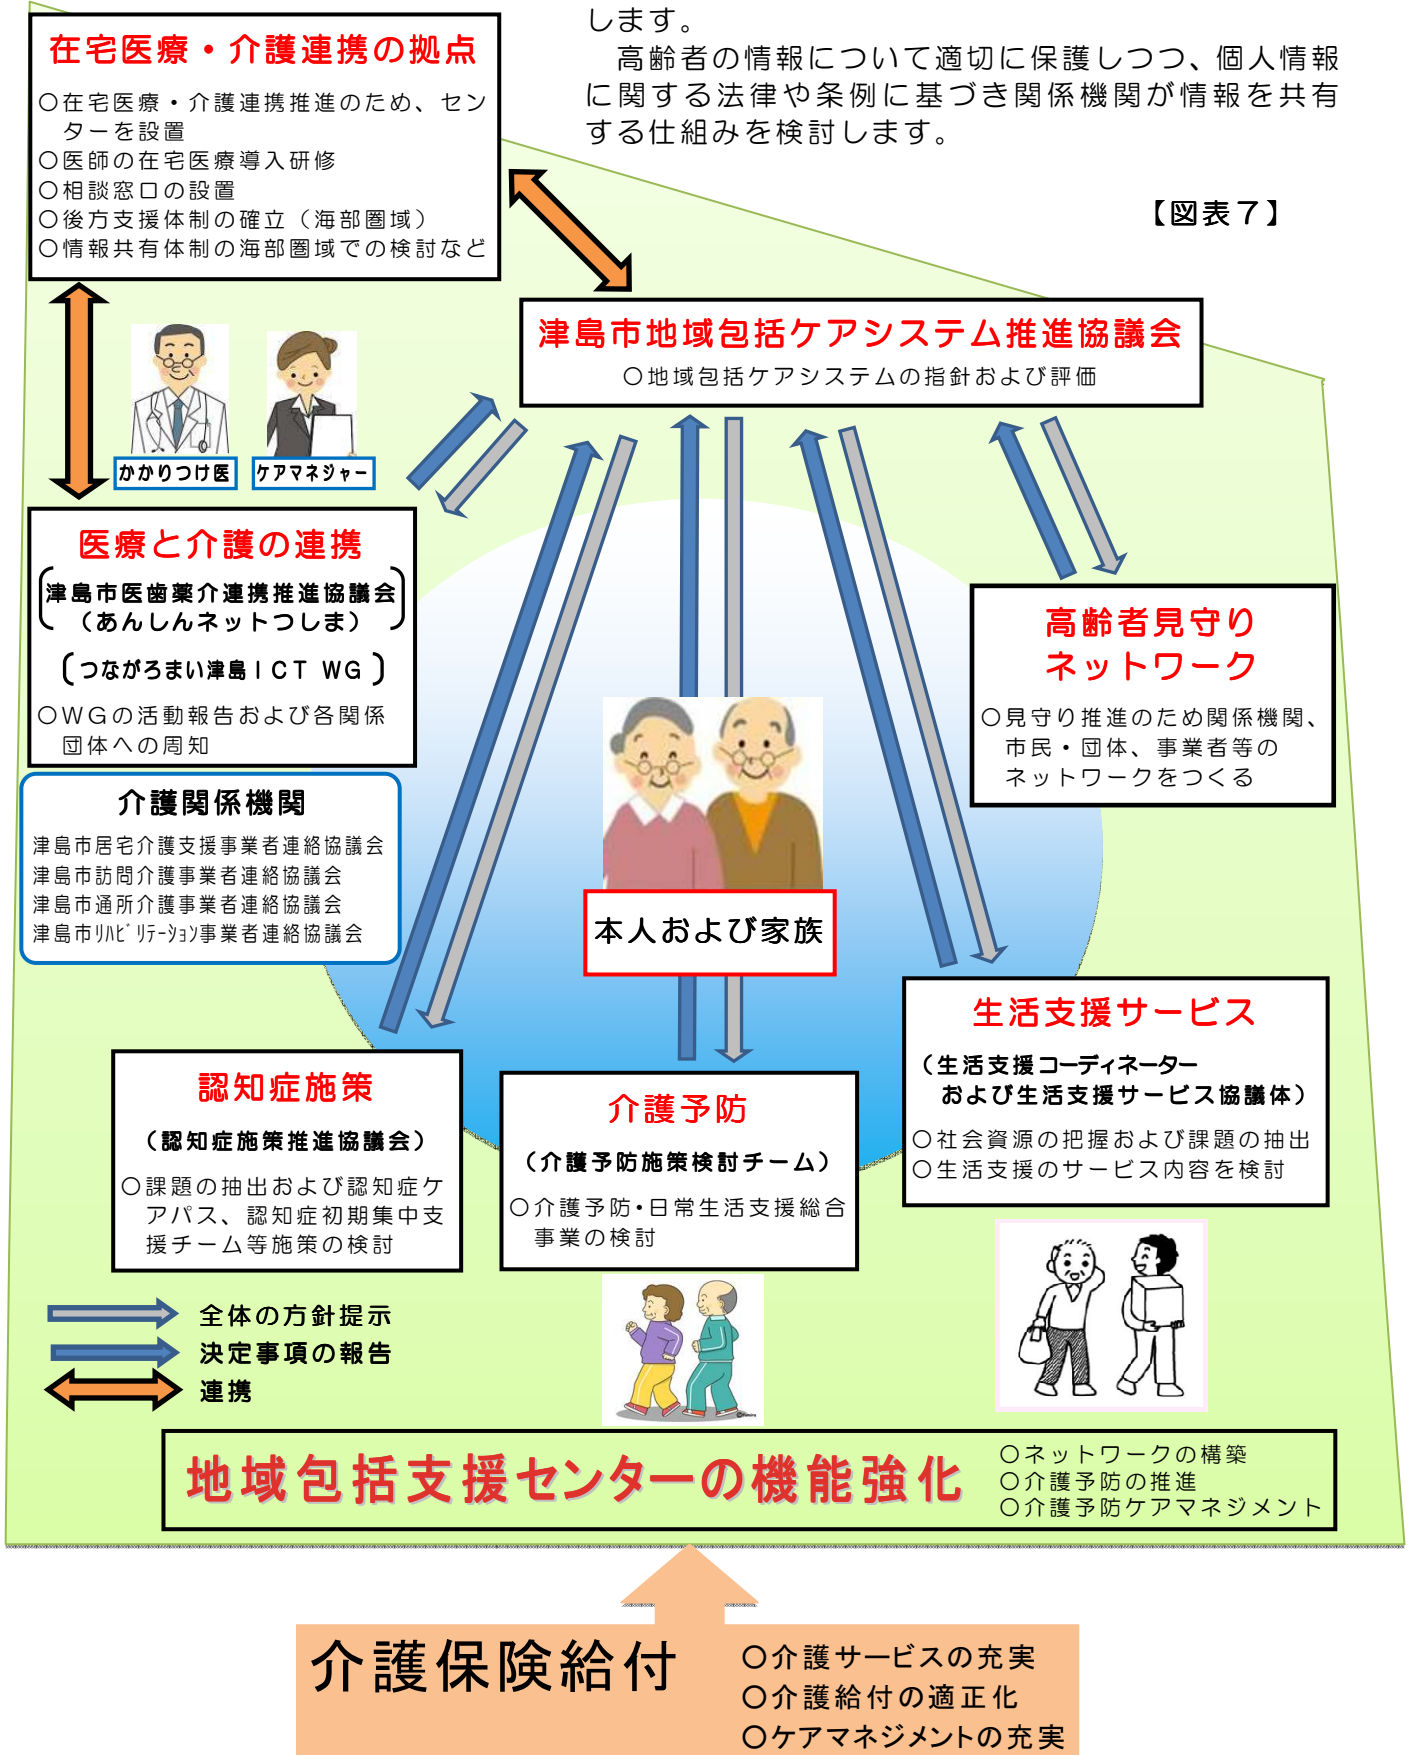 します。
高齢者の情報について適切に保護しつつ、個人情報
に関する法律や条例に基づき関係機関が情報を共有
する仕組みを検討します。
【図表７】
在宅医療・介護連携の拠点
○在宅医療・介護連携推進のため、セン
ターを設置
○医師の在宅医療導入研修
○相談窓口の設置
○後方支援体制の確立（海部圏域）
○情報共有体制の海部圏域での検討など
津島市地域包括ケアシステム推進協議会
○地域包括ケアシステムの指針および評価
かかりつけ医
ケアマネジャー
医療と介護の連携
津島市医歯薬介連携推進協議会
（あんしんネットつしま）
〔つながろまい津島ＩＣＴ ＷＧ〕
○ＷＧの活動報告および各関係
団体への周知
介護関係機関
津島市居宅介護支援事業者連絡協議会
津島市訪問介護事業者連絡協議会
津島市通所介護事業者連絡協議会
津島市ﾘﾊﾋﾞﾘﾃｰｼｮﾝ事業者連絡協議会
高齢者見守り
ネットワーク
○見守り推進のため関係機関、
市民・団体、事業者等の
ネットワークをつくる
本人および家族
生活支援サービス
（生活支援コーディネーター
および生活支援サービス協議体）
○社会資源の把握および課題の抽出
○生活支援のサービス内容を検討
認知症施策
（認知症施策推進協議会）
○課題の抽出および認知症ケ
アパス、認知症初期集中支
援チーム等施策の検討
介護予防
（介護予防施策検討チーム）
○介護予防・日常生活支援総合
事業の検討
全体の方針提示
決定事項の報告
連携
地域包括支援センターの機能強化
○ネットワークの構築
○介護予防の推進
○介護予防ケアマネジメント
介護保険給付
○介護サービスの充実
○介護給付の適正化
○ケアマネジメントの充実